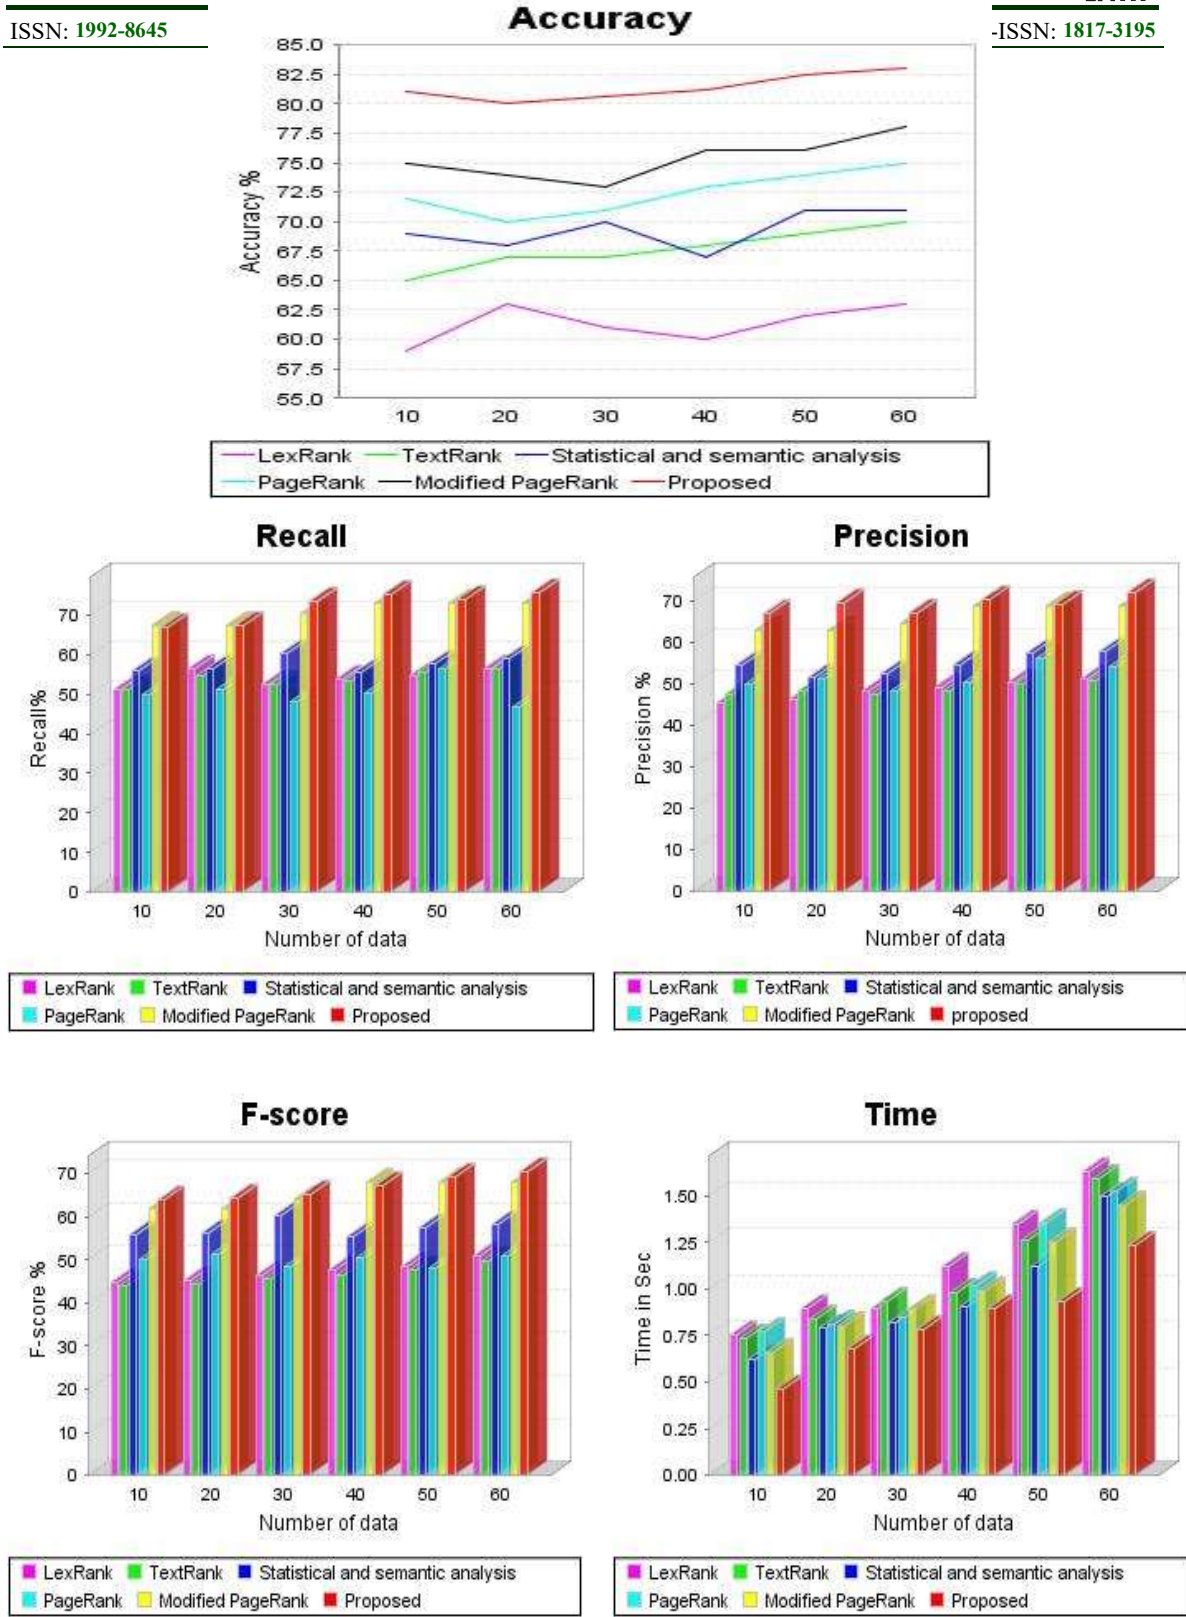 Accuracy
ISSN: 1992-8645
-ISSN: 1817-3195
85.0
82.5
80.0
77.5
75.0
72.5
70.0
67.5
65.0
62.5
60.0
57.5
55.0
Accuracy %
10 20 30 40 50 60
LexRank TextRank Statistical and semantic analysis
PageRank Modified PageRank Proposed
Recall
70
60
50
40
30
20
10
0
Recall%
10 20 30 40 50 60
Number of data
LexRank TextRank Statistical and semantic analysis
PageRank Modified PageRank Proposed
Precision
70
60
50
40
30
20
10
0
Precision %
10 20 30 40 50 60
Number of data
LexRank TextRank Statistical and semantic analysis
PageRank Modified PageRank proposed
F-score
70
60
50
40
30
20
10
0
F-score %
10 20 30 40 50 60
Number of data
LexRank TextRank Statistical and semantic analysis
PageRank Modified PageRank Proposed
Time
1.50
1.25
1.00
0.75
0.50
0.25
0.00
Time in Sec
10 20 30 40 50 60
Number of data
LexRank TextRank Statistical and semantic analysis
PageRank Modified PageRank Proposed